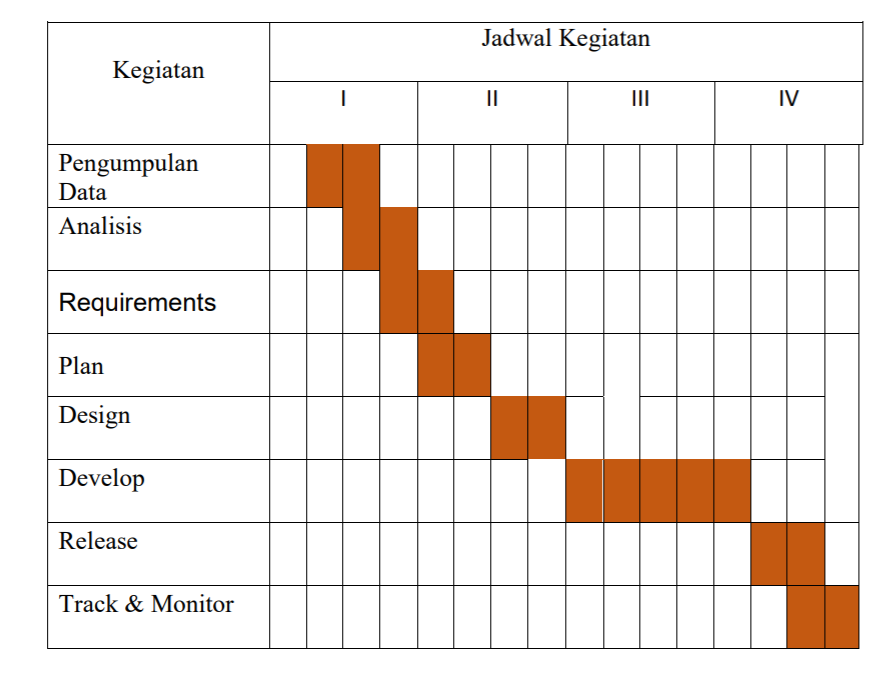 Kegiatan
Jadwal Kegiatan
I
II
III
IV
Pengumpulan
Data
Analisis
Requirements
Plan
Design
Develop
Release
Track & Monitor